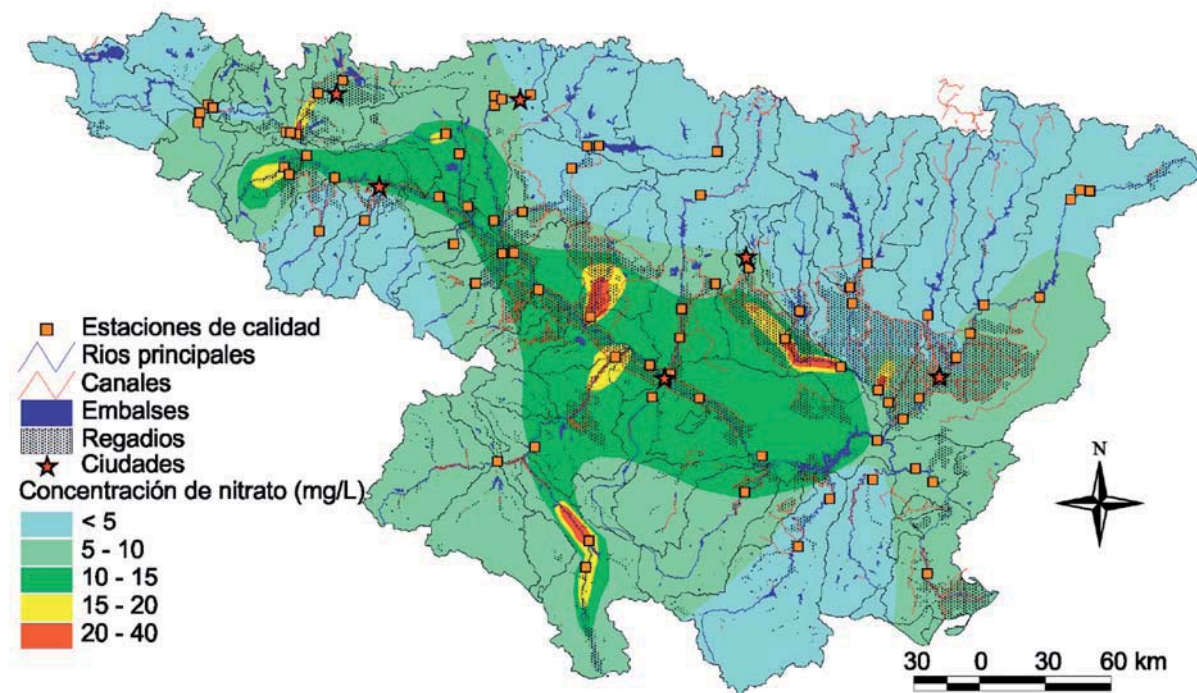 Estaciones de calidad
Rios principales
Canales
Embalses
Regadios
Ciudades
Concentración de nitrato (mg/L)
< 5
5 - 10
10 - 15
15 - 20
20 - 40
N
30 0 30 60 km